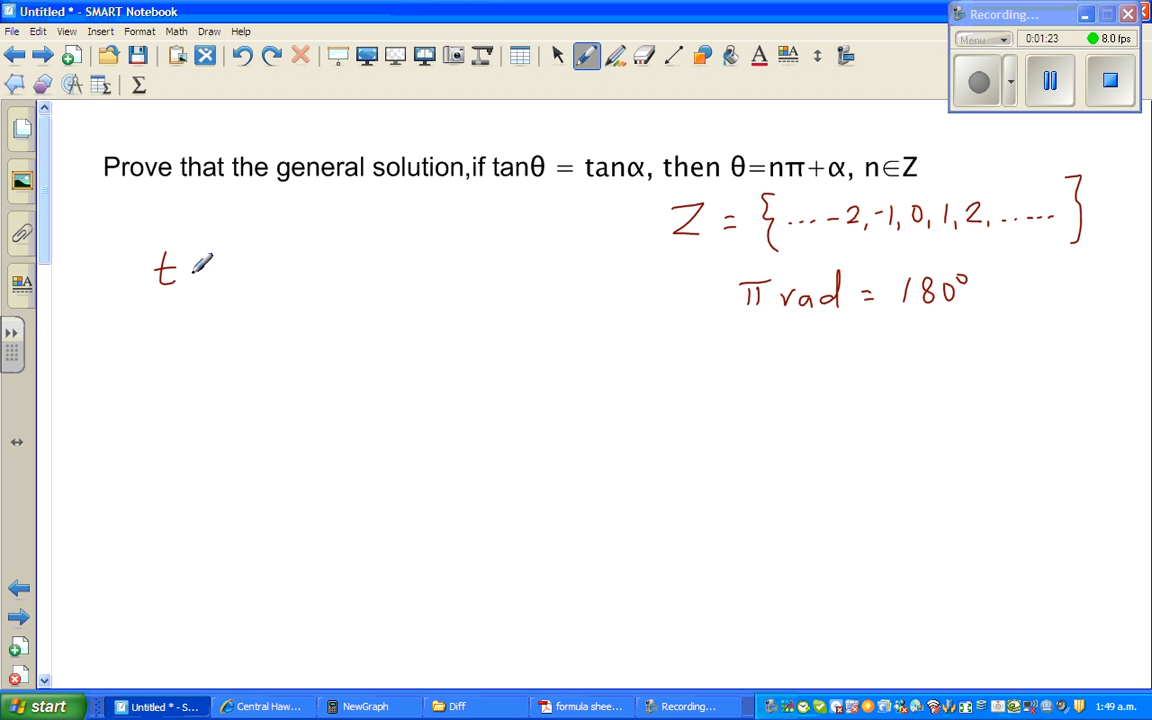 Untitled * - SMART Notebook
File Edit View Insert Format Math Draw Help
Recording...
Menu
0:01:23
8.0 fps
Prove that the general solution,if tanθ = tanα, then θ=nπ+α, n∈Z
Z = {....-2,-1,0,1,2,......}
t
π rad = 180°
start
Untitled * - S...
Central Haw...
NewGraph
Diff
formula shee...
Recording...
1:49 a.m.